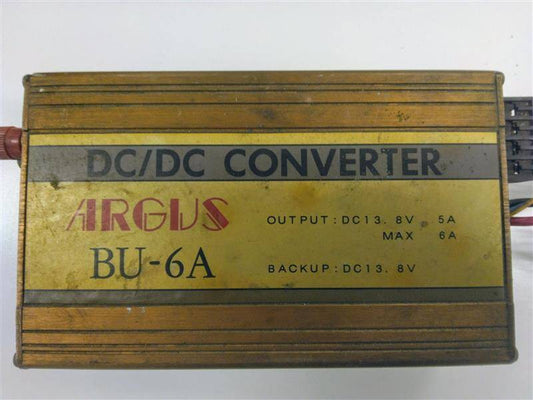 DC/DC CONVERTER
ARGUS
BU-6A
OUTPUT:DC13.8V 5A
MAX 6A
BACKUP:DC13.8V